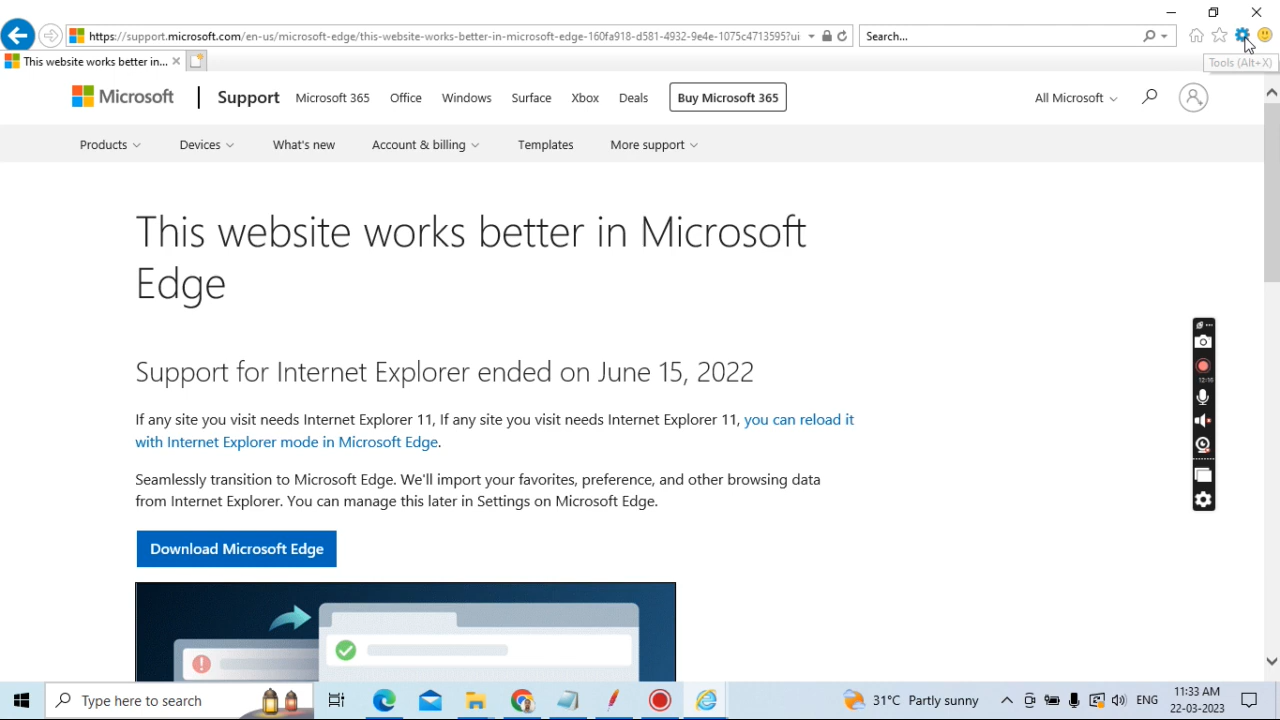 https://support.microsoft.com/en-us/microsoft-edge/this-website-works-better-in-microsoft-edge-160fa918-d581-4932-9e4e-1075c4713595?ui
Search...
This website works better in...
Tools (Alt+X)
Microsoft
Support
Microsoft 365
Office
Windows
Surface
Xbox
Deals
Buy Microsoft 365
All Microsoft
Products
Devices
What's new
Account & billing
Templates
More support
This website works better in Microsoft
Edge
Support for Internet Explorer ended on June 15, 2022
If any site you visit needs Internet Explorer 11, If any site you visit needs Internet Explorer 11, you can reload it
with Internet Explorer mode in Microsoft Edge.
Seamlessly transition to Microsoft Edge. We'll import your favorites, preference, and other browsing data
from Internet Explorer. You can manage this later in Settings on Microsoft Edge.
Download Microsoft Edge
12:16
Type here to search
31°C Partly sunny
ENG
11:33 AM
22-03-2023